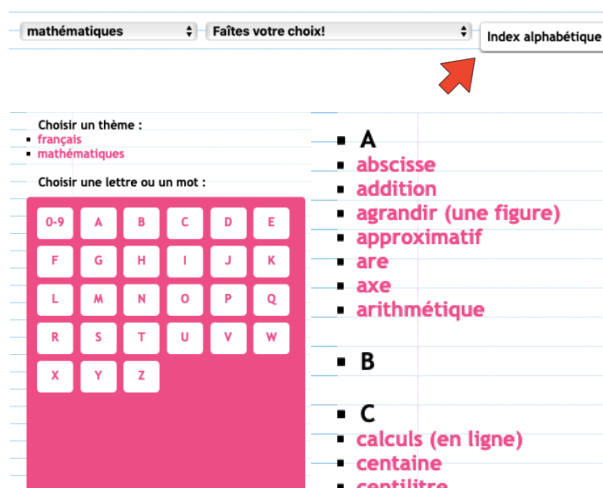 mathématiques
Faîtes votre choix!
Index alphabétique
Choisir un thème :
français
mathématiques
Choisir une lettre ou un mot :
0-9 A B C D E
F G H I J K
L M N O P Q
R S T U V W
X Y Z
A
abscisse
addition
agrandir (une figure)
approximatif
are
axe
arithmétique
B
C
calculs (en ligne)
centaine
centilitre